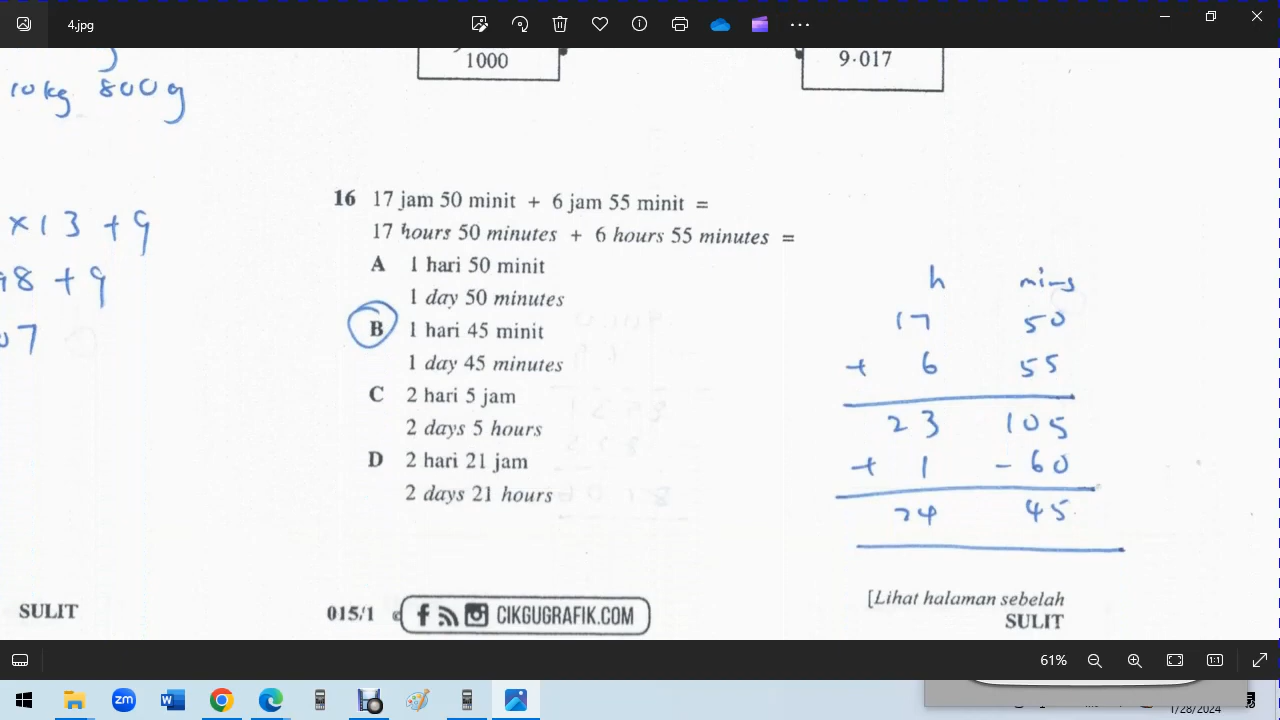 4.jpg
1000
9·017
10kg 800g
16 17 jam 50 minit + 6 jam 55 minit =
17 hours 50 minutes + 6 hours 55 minutes =
A 1 hari 50 minit
1 day 50 minutes
B 1 hari 45 minit
1 day 45 minutes
C 2 hari 5 jam
2 days 5 hours
D 2 hari 21 jam
2 days 21 hours
×13 + 9
98 + 9
07
h mins
17 50
+ 6 55
23 105
+ 1 - 60
24 45
[Lihat halaman sebelah
SULIT 015/1 CIKGUGRAFIK.COM SULIT
61% 1:1
zm W
1/28/2024